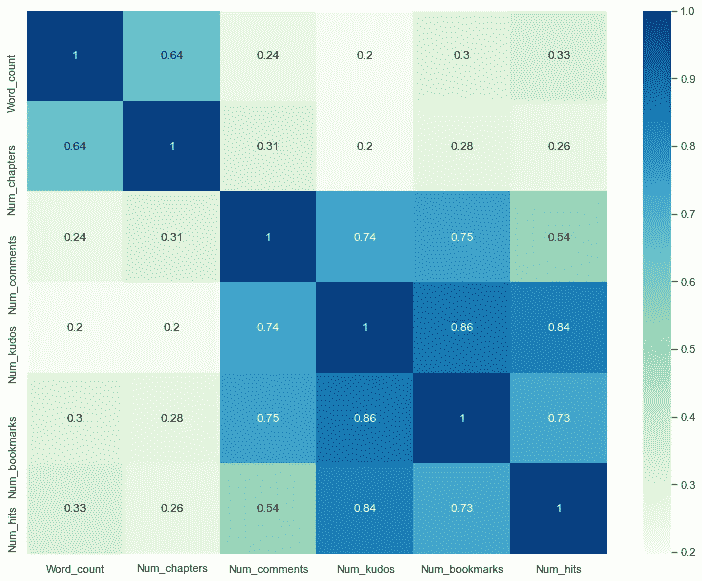 Word_count 1 0.64 0.24 0.2 0.3 0.33
Num_chapters 0.64 1 0.31 0.2 0.28 0.26
Num_comments 0.24 0.31 1 0.74 0.75 0.54
Num_kudos 0.2 0.2 0.74 1 0.86 0.84
Num_bookmarks 0.3 0.28 0.75 0.86 1 0.73
Num_hits 0.33 0.26 0.54 0.84 0.73 1
Word_count Num_chapters Num_comments Num_kudos Num_bookmarks Num_hits
1.0
0.9
0.8
0.7
0.6
0.5
0.4
0.3
0.2